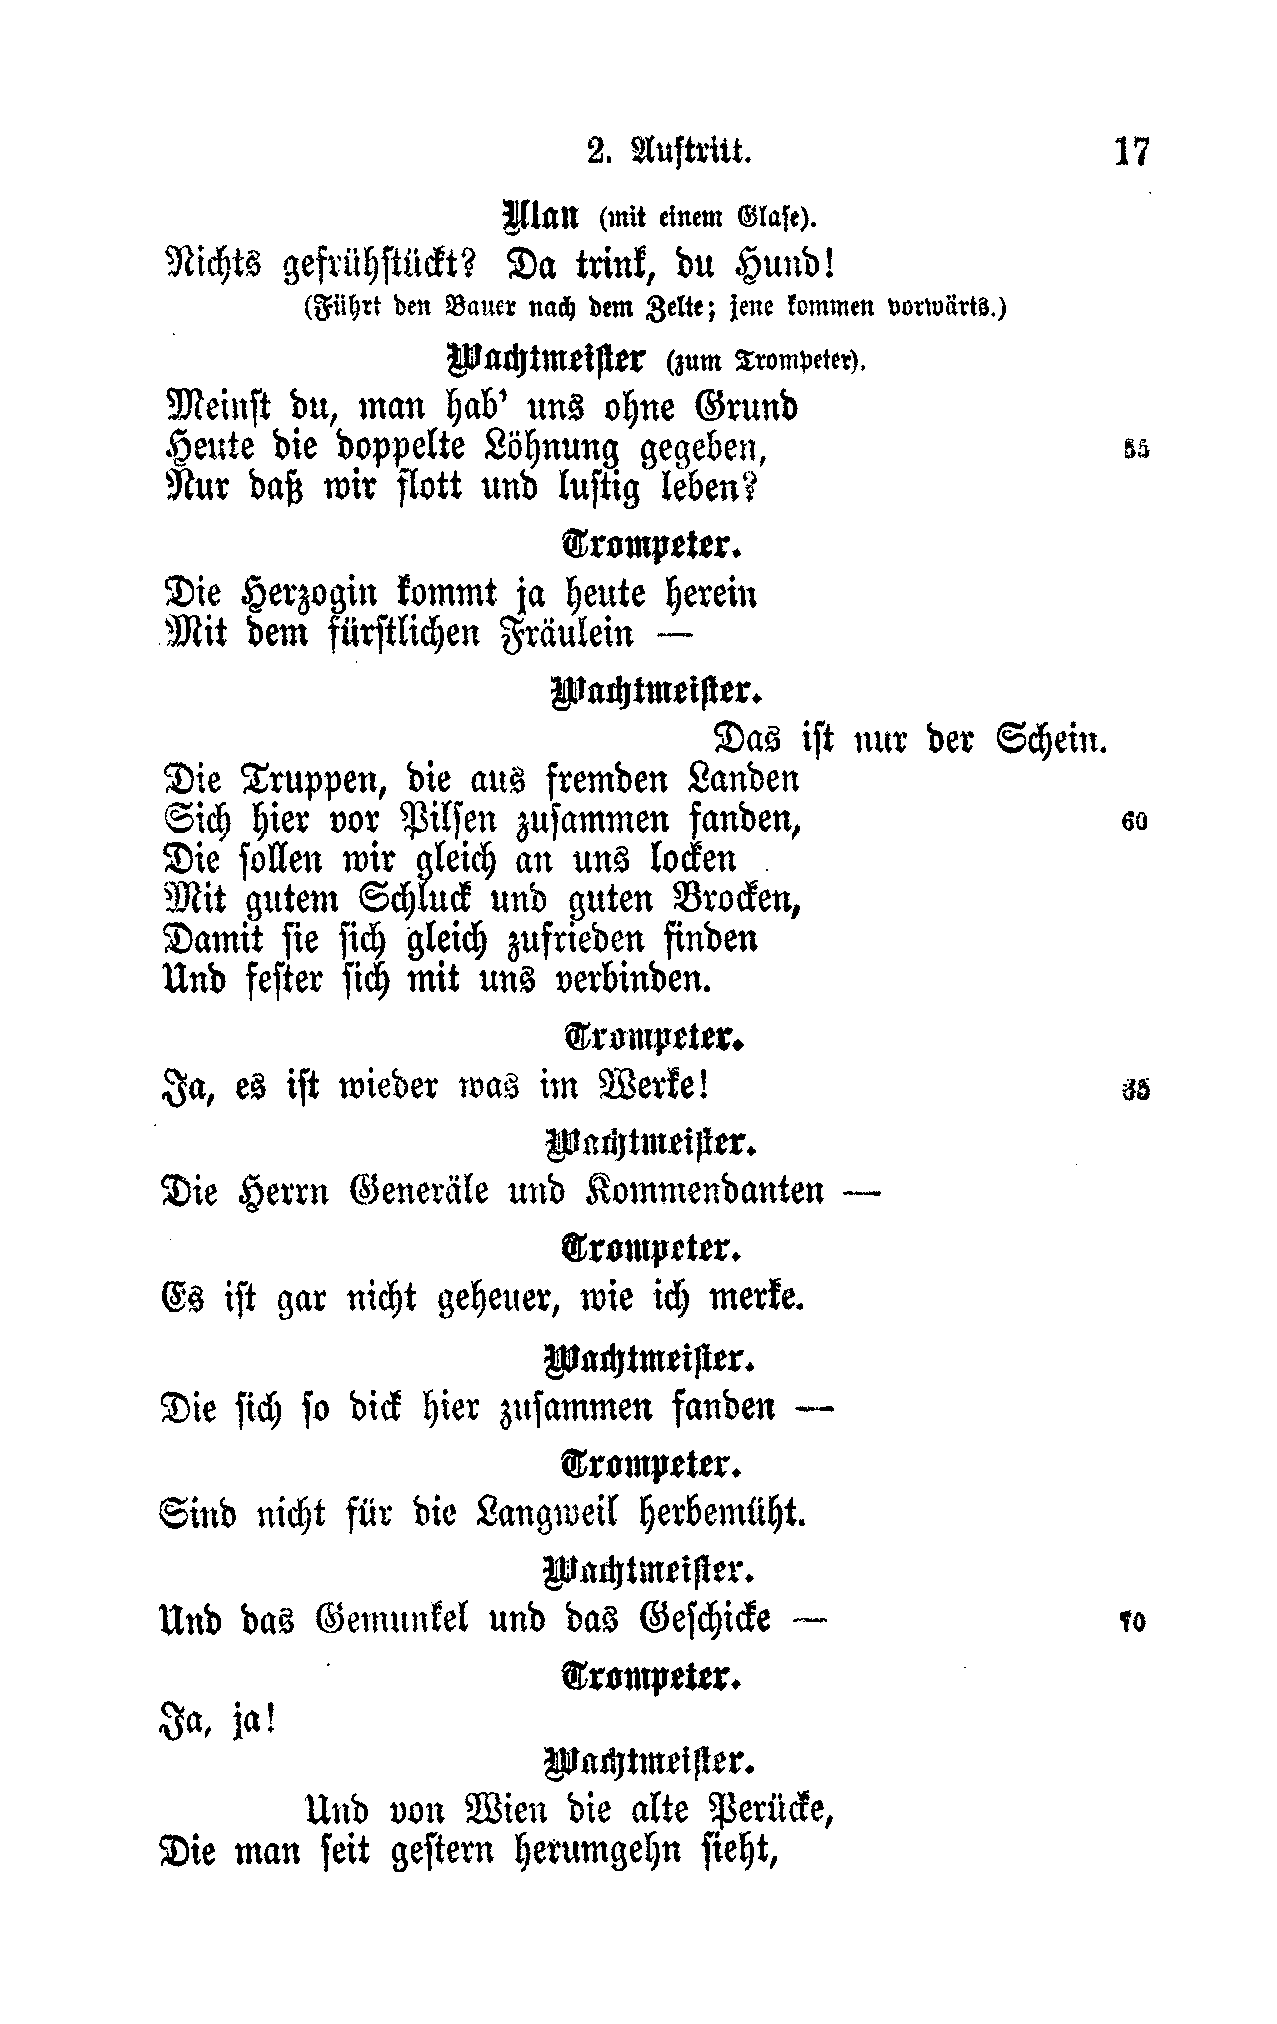 2. Auftritt. 17
Ulan (mit einem Glase).
Nichts gefrühstückt? Da trink, du Hund!
(Führt den Bauer nach dem Zelte; jene kommen vorwärts.)
Wachtmeister (zum Trompeter).
Meinst du, man hab' uns ohne Grund
Heute die doppelte Löhnung gegeben, 55
Nur daß wir flott und lustig leben?
Trompeter.
Die Herzogin kommt ja heute herein
Mit dem fürstlichen Fräulein —
Wachtmeister.
Das ist nur der Schein.
Die Truppen, die aus fremden Landen
Sich hier vor Pilsen zusammen fanden, 60
Die sollen wir gleich an uns locken
Mit gutem Schluck und guten Brocken,
Damit sie sich gleich zufrieden finden
Und fester sich mit uns verbinden.
Trompeter.
Ja, es ist wieder was im Werke! 65
Wachtmeister.
Die Herrn Generäle und Kommendanten —
Trompeter.
Es ist gar nicht geheuer, wie ich merke.
Wachtmeister.
Die sich so dick hier zusammen fanden —
Trompeter.
Sind nicht für die Langweil herbemüht.
Wachtmeister.
Und das Gemunkel und das Geschicke — 70
Trompeter.
Ja, ja!
Wachtmeister.
Und von Wien die alte Perücke,
Die man seit gestern herumgehn sieht,